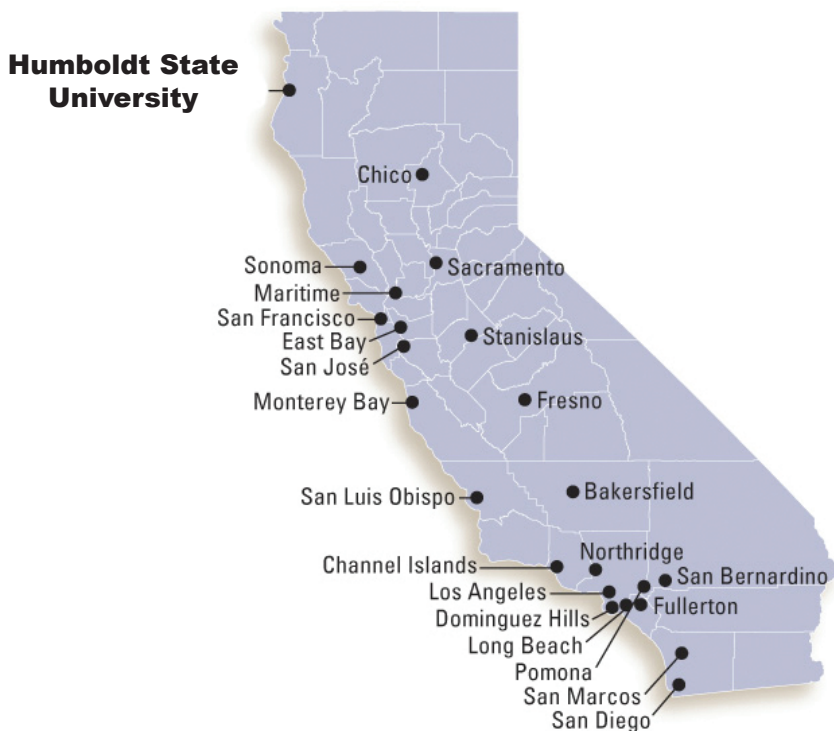 Humboldt State
University
Chico
Sonoma
Sacramento
Maritime
San Francisco
East Bay
Stanislaus
San José
Monterey Bay
Fresno
San Luis Obispo
Bakersfield
Northridge
Channel Islands
San Bernardino
Los Angeles
Fullerton
Dominguez Hills
Long Beach
Pomona
San Marcos
San Diego